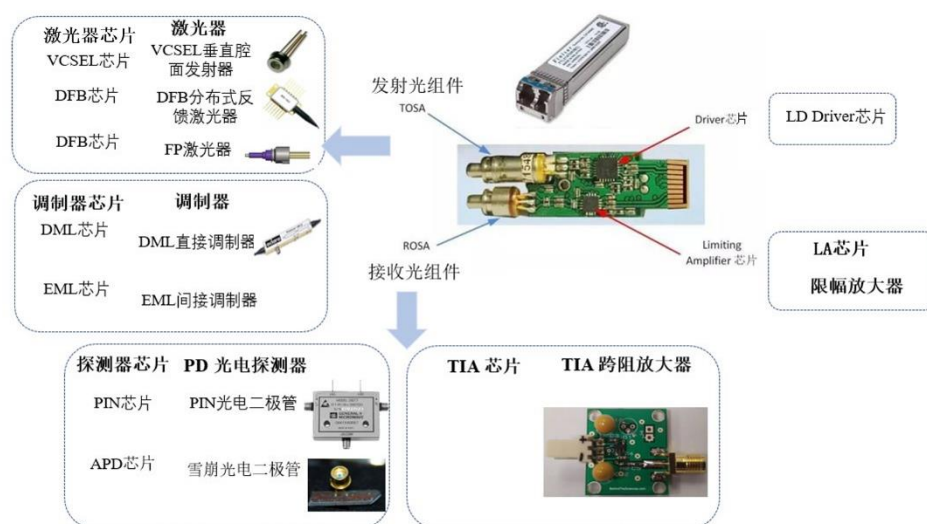 激光器芯片
激光器
VCSEL芯片
VCSEL垂直腔
面发射器
DFB芯片
DFB分布式反
馈激光器
DFB芯片
FP激光器
发射光组件
TOSA
Driver芯片
LD Driver芯片
调制器芯片
调制器
DML芯片
DML直接调制器
EML芯片
EML间接调制器
ROSA
接收光组件
Limiting
Amplifier 芯片
LA芯片
限幅放大器
探测器芯片
PD 光电探测器
PIN芯片
PIN光电二极管
APD芯片
雪崩光电二极管
TIA 芯片
TIA 跨阻放大器